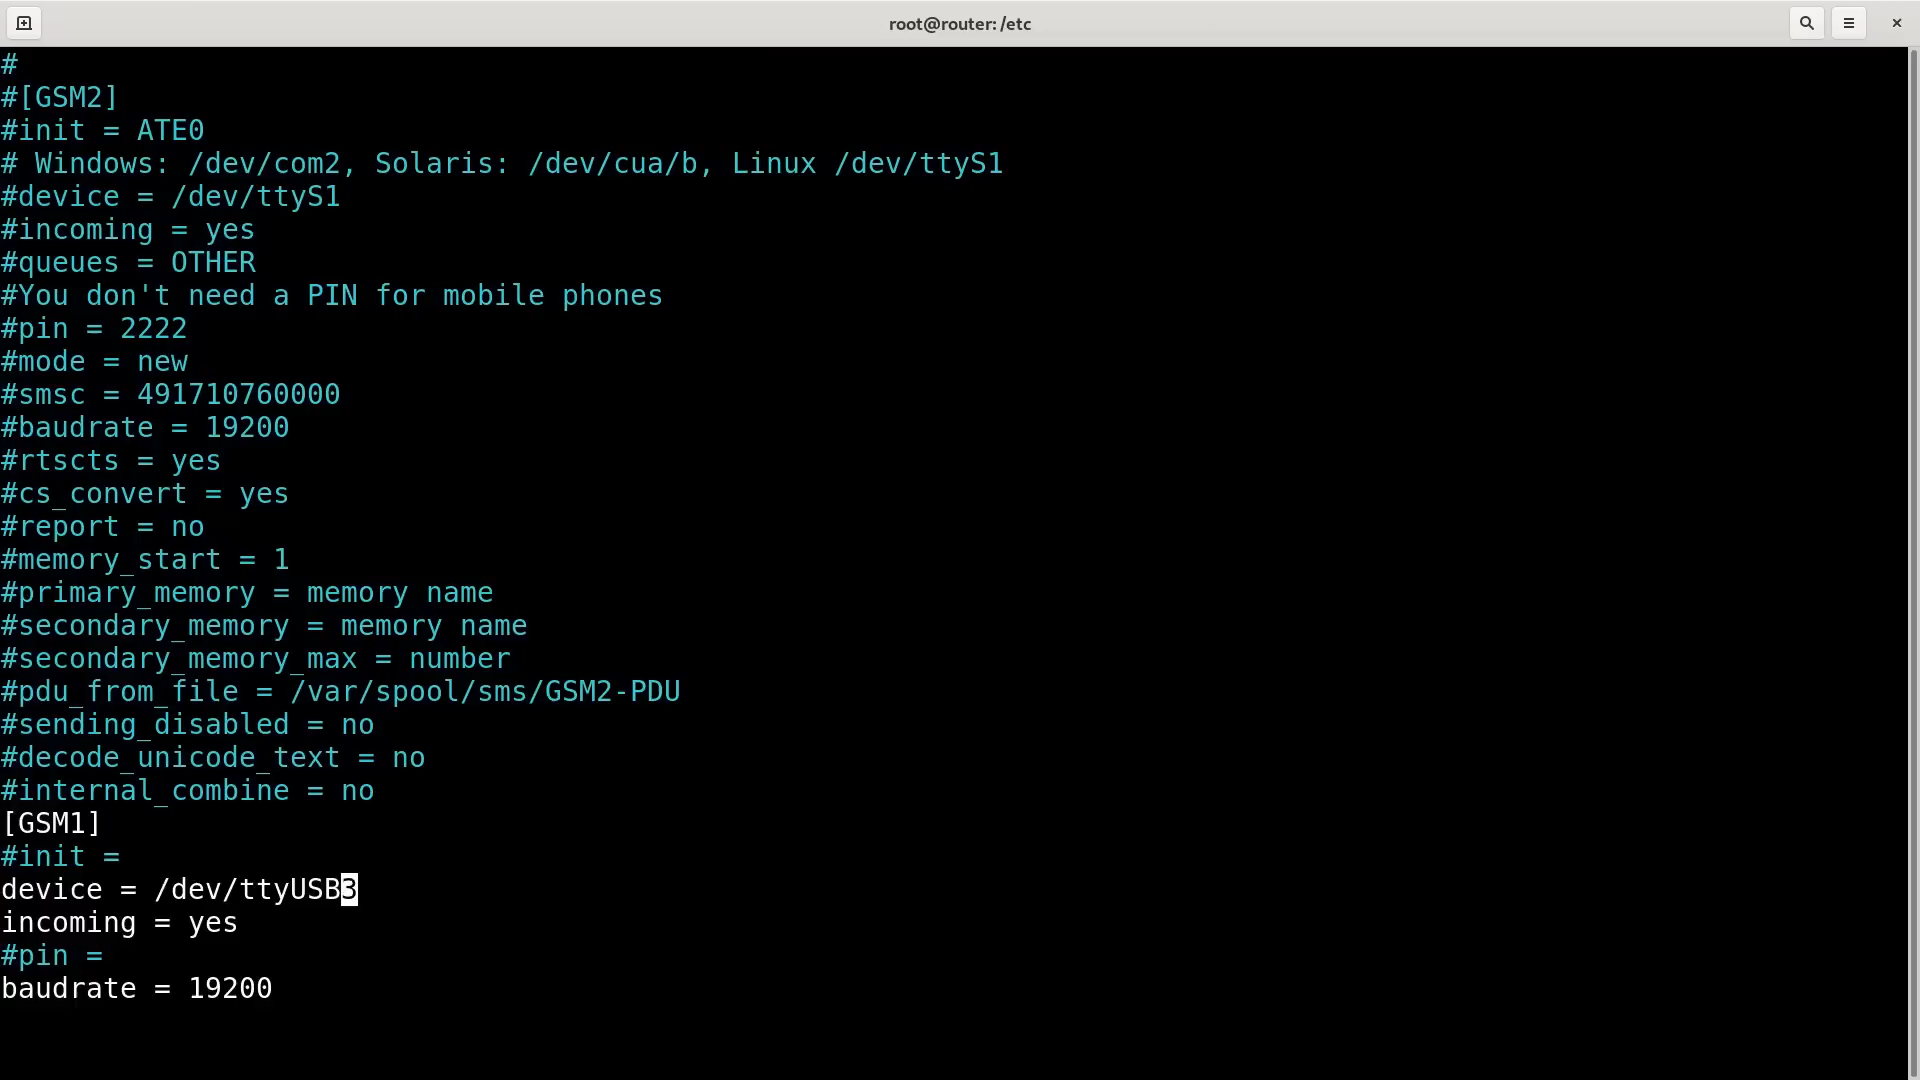 root@router: /etc
#
#[GSM2]
#init = ATE0
# Windows: /dev/com2, Solaris: /dev/cua/b, Linux /dev/ttyS1
#device = /dev/ttyS1
#incoming = yes
#queues = OTHER
#You don't need a PIN for mobile phones
#pin = 2222
#mode = new
#smsc = 491710760000
#baudrate = 19200
#rtscts = yes
#cs_convert = yes
#report = no
#memory_start = 1
#primary_memory = memory name
#secondary_memory = memory name
#secondary_memory_max = number
#pdu_from_file = /var/spool/sms/GSM2-PDU
#sending_disabled = no
#decode_unicode_text = no
#internal_combine = no
[GSM1]
#init =
device = /dev/ttyUSB3
incoming = yes
#pin =
baudrate = 19200